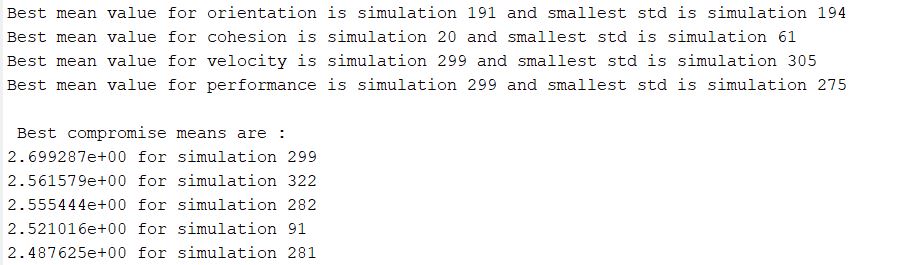 Best mean value for orientation is simulation 191 and smallest std is simulation 194
Best mean value for cohesion is simulation 20 and smallest std is simulation 61
Best mean value for velocity is simulation 299 and smallest std is simulation 305
Best mean value for performance is simulation 299 and smallest std is simulation 275
Best compromise means are :
2.699287e+00 for simulation 299
2.561579e+00 for simulation 322
2.555444e+00 for simulation 282
2.521016e+00 for simulation 91
2.487625e+00 for simulation 281